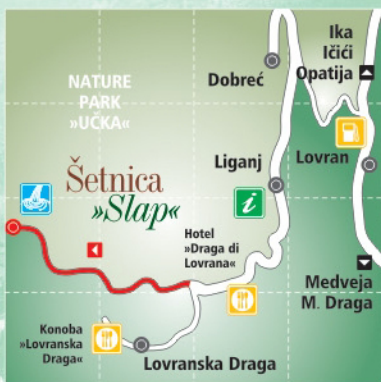 Ika
Ičići
Opatija
Dobreć
NATURE
PARK
»UČKA«
Lovran
Liganj
Šetnica
»Slap«
i
Hotel
»Draga di
Lovrana«
Medveja
M. Draga
Konoba
»Lovranska
Draga«
Lovranska Draga